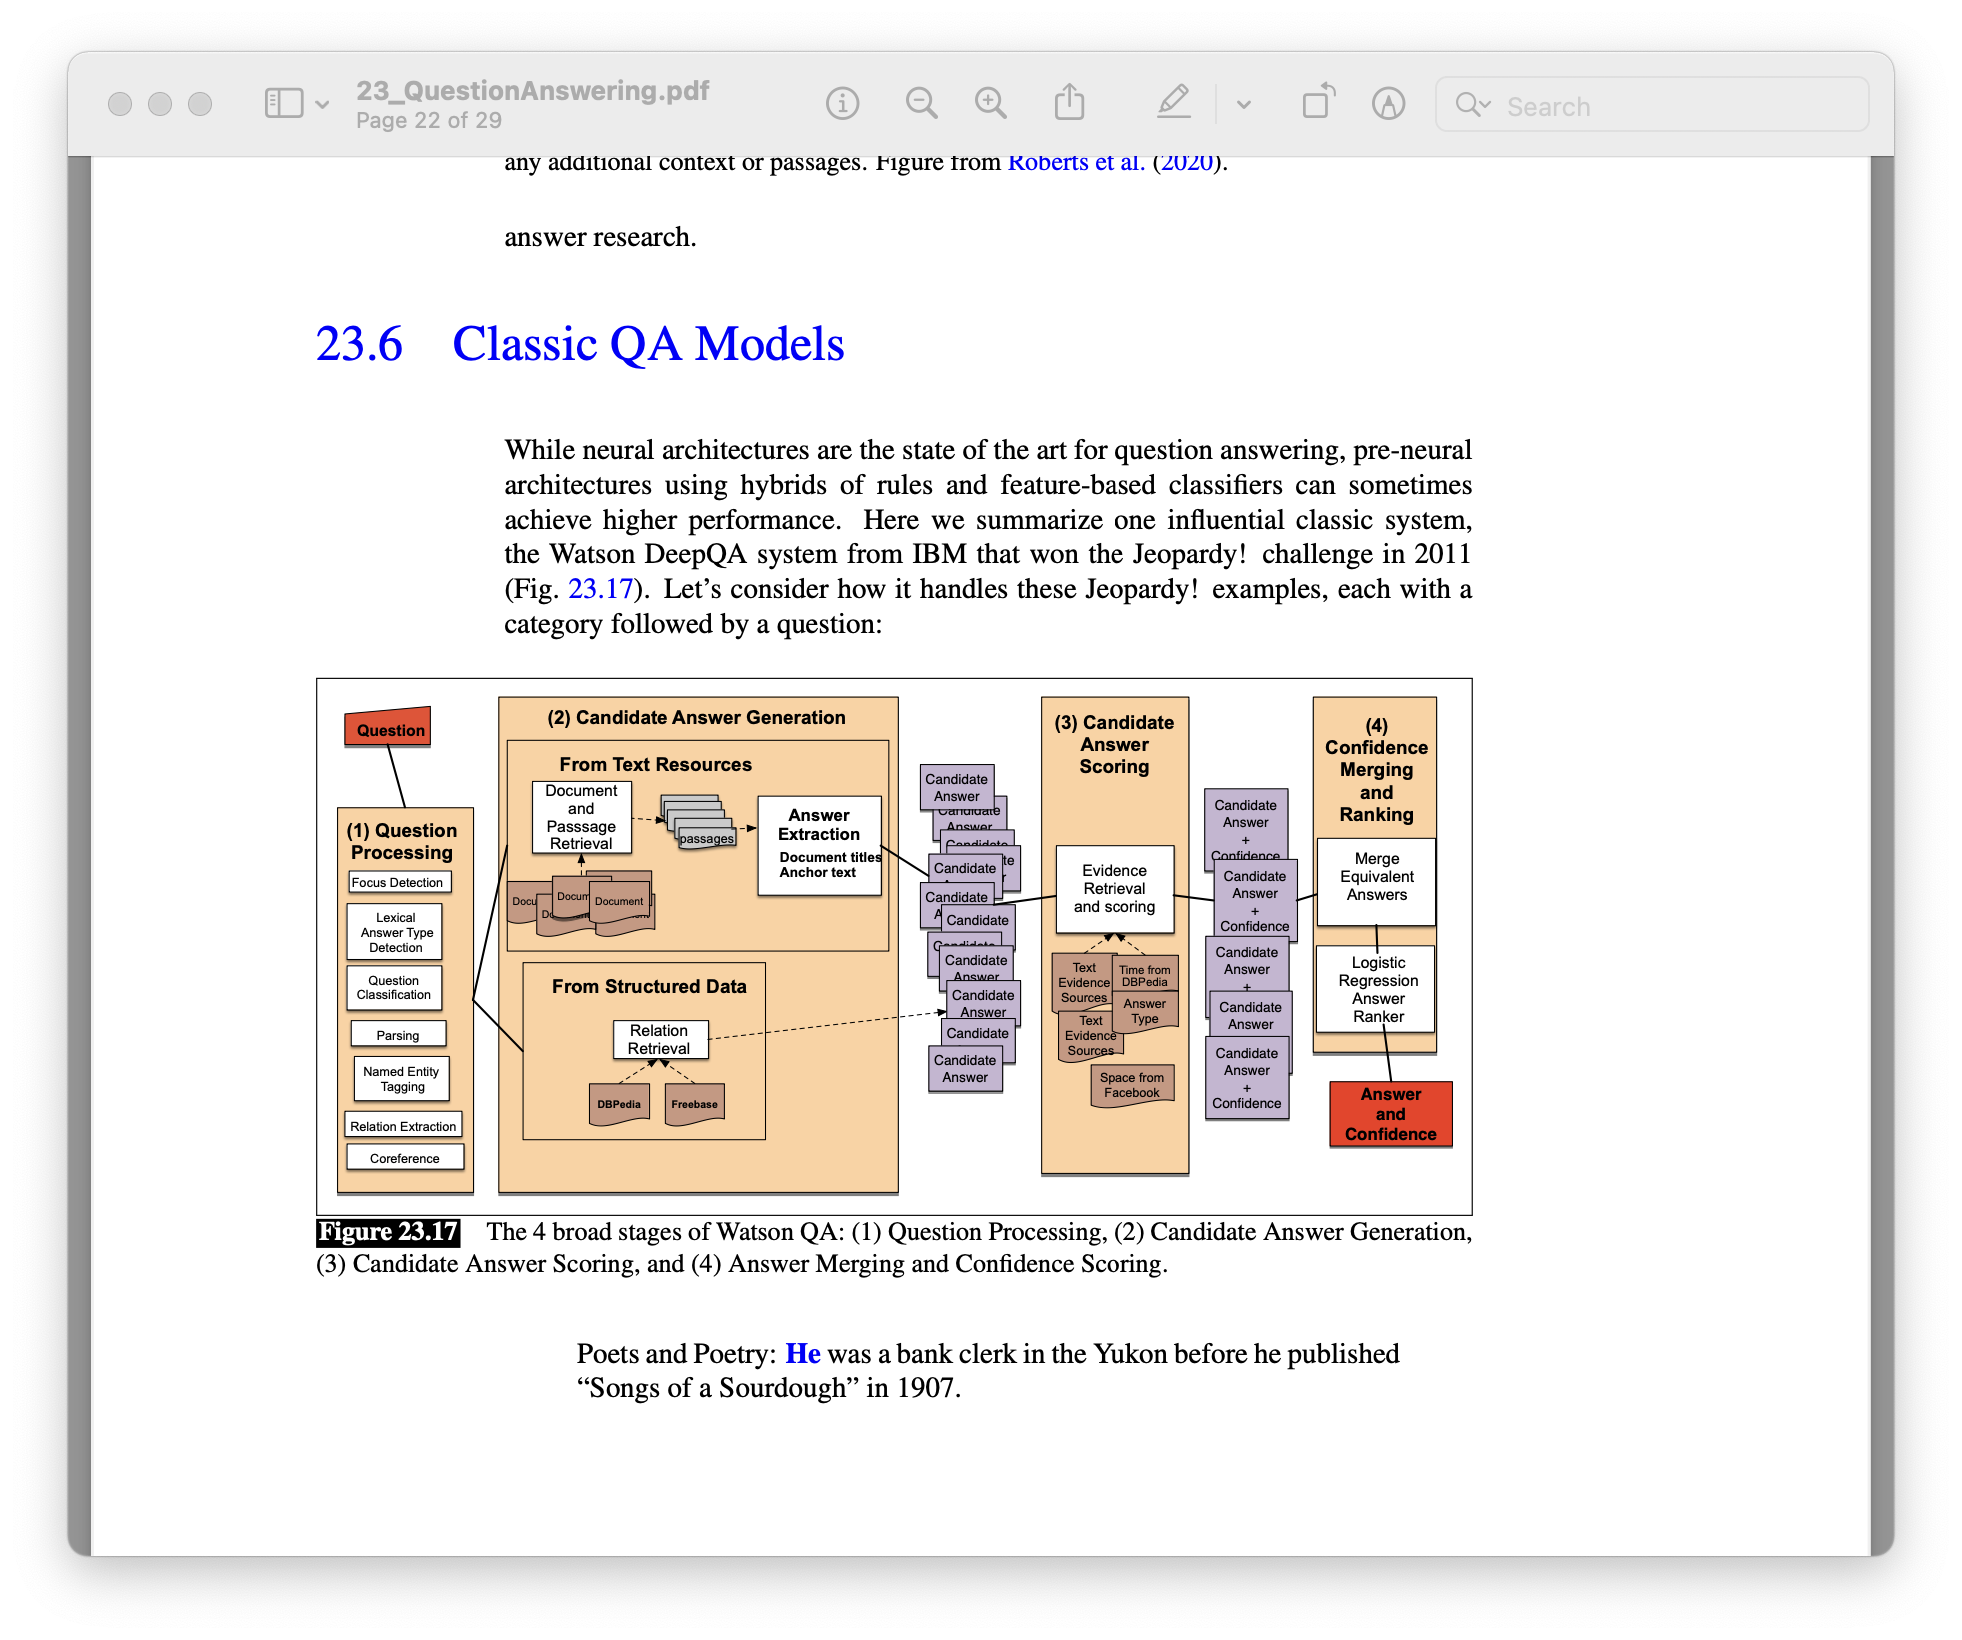 23_QuestionAnswering.pdf
Page 22 of 29
Search
any additional context or passages. Figure from Roberts et al. (2020).
answer research.
23.6 Classic QA Models
While neural architectures are the state of the art for question answering, pre-neural
architectures using hybrids of rules and feature-based classifiers can sometimes
achieve higher performance. Here we summarize one influential classic system,
the Watson DeepQA system from IBM that won the Jeopardy! challenge in 2011
(Fig. 23.17). Let's consider how it handles these Jeopardy! examples, each with a
category followed by a question:
Question
(1) Question
Processing
Focus Detection
Lexical
Answer Type
Detection
Question
Classification
Parsing
Named Entity
Tagging
Relation Extraction
Coreference
(2) Candidate Answer Generation
From Text Resources
Document
and
Passsage
Retrieval
passages
Answer
Extraction
Document titles
Anchor text
Document
From Structured Data
Relation
Retrieval
DBPedia
Freebase
Candidate
Answer
Candidate
Answer
Candidate
Candidate
Candidate
Candidate
Candidate
Candidate
Answer
Candidate
Answer
Candidate
Candidate
Answer
(3) Candidate
Answer
Scoring
Evidence
Retrieval
and scoring
Text
Evidence
Sources
Time from
DBPedia
Answer
Type
Text
Evidence
Sources
Space from
Facebook
Candidate
Answer
+
Confidence
Candidate
Answer
+
Confidence
Candidate
Answer
+
Candidate
Answer
Candidate
Answer
+
Confidence
(4)
Confidence
Merging
and
Ranking
Merge
Equivalent
Answers
Logistic
Regression
Answer
Ranker
Answer
and
Confidence
Figure 23.17 The 4 broad stages of Watson QA: (1) Question Processing, (2) Candidate Answer Generation,
(3) Candidate Answer Scoring, and (4) Answer Merging and Confidence Scoring.
Poets and Poetry: He was a bank clerk in the Yukon before he published
“Songs of a Sourdough” in 1907.